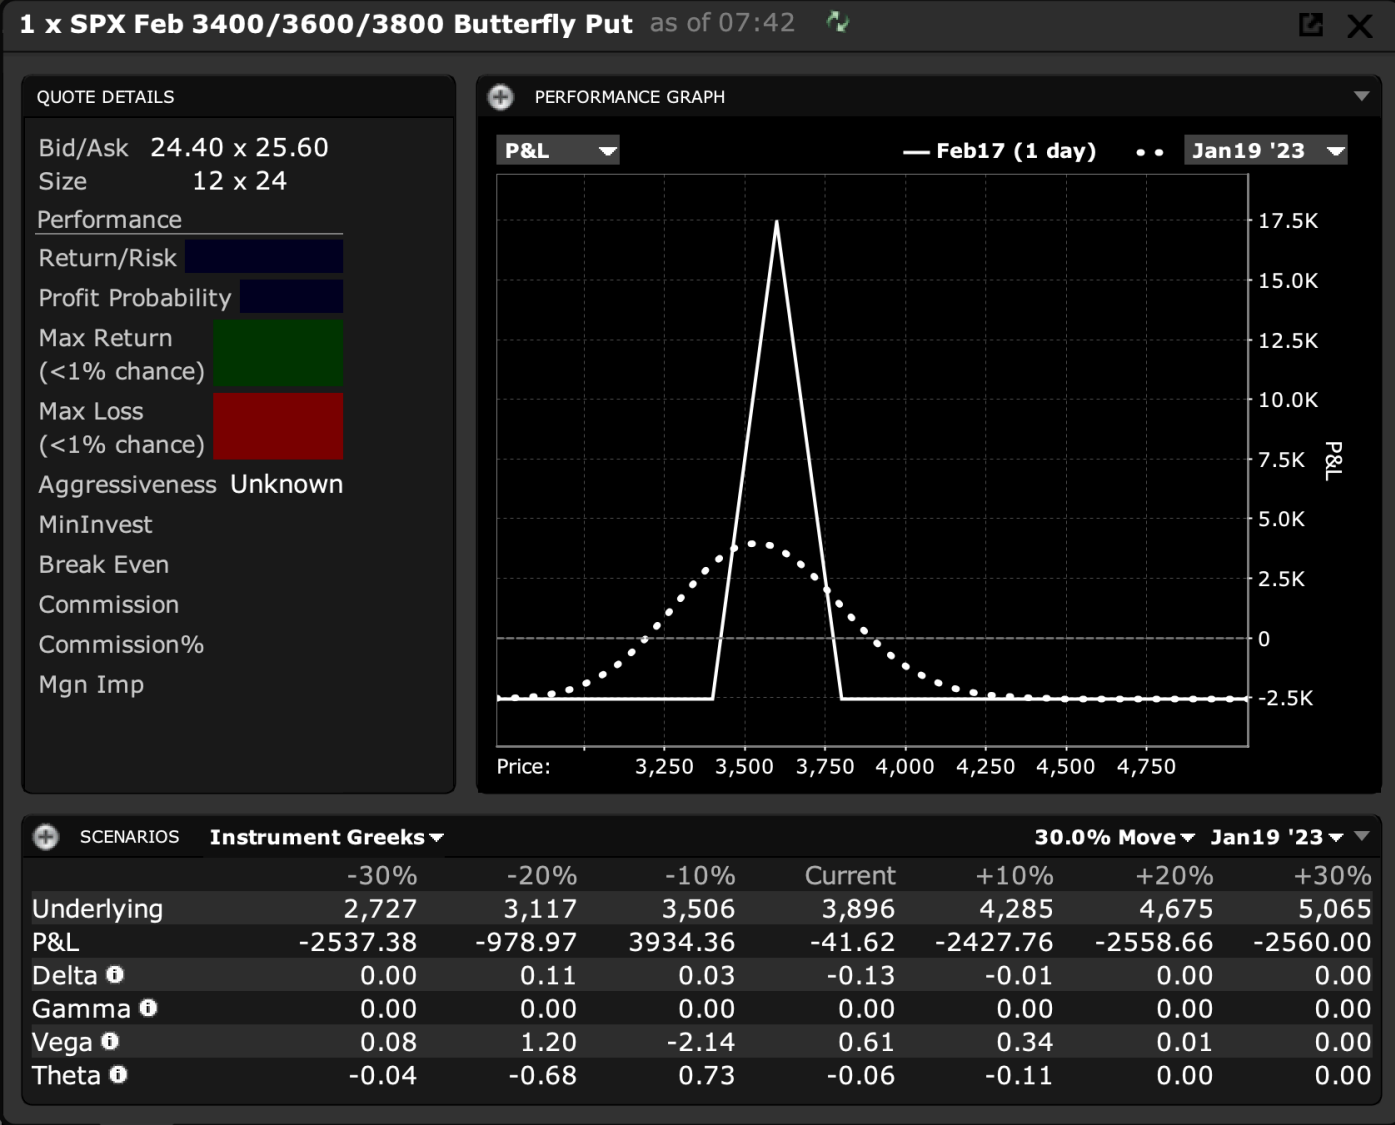 1 x SPX Feb 3400/3600/3800 Butterfly Put as of 07:42
QUOTE DETAILS
Bid/Ask 24.40 x 25.60
Size 12 x 24
Performance
Return/Risk
Profit Probability
Max Return
(<1% chance)
Max Loss
(<1% chance)
Aggressiveness Unknown
MinInvest
Break Even
Commission
Commission%
Mgn Imp
PERFORMANCE GRAPH
P&L Feb17 (1 day) Jan19 '23
17.5K
15.0K
12.5K
10.0K
7.5K
5.0K
2.5K
0
-2.5K
P&L
Price: 3,250 3,500 3,750 4,000 4,250 4,500 4,750
SCENARIOS Instrument Greeks 30.0% Move Jan19 '23
-30% -20% -10% Current +10% +20% +30%
Underlying 2,727 3,117 3,506 3,896 4,285 4,675 5,065
P&L -2537.38 -978.97 3934.36 -41.62 -2427.76 -2558.66 -2560.00
Delta i 0.00 0.11 0.03 -0.13 -0.01 0.00 0.00
Gamma i 0.00 0.00 0.00 0.00 0.00 0.00 0.00
Vega i 0.08 1.20 -2.14 0.61 0.34 0.01 0.00
Theta i -0.04 -0.68 0.73 -0.06 -0.11 0.00 0.00